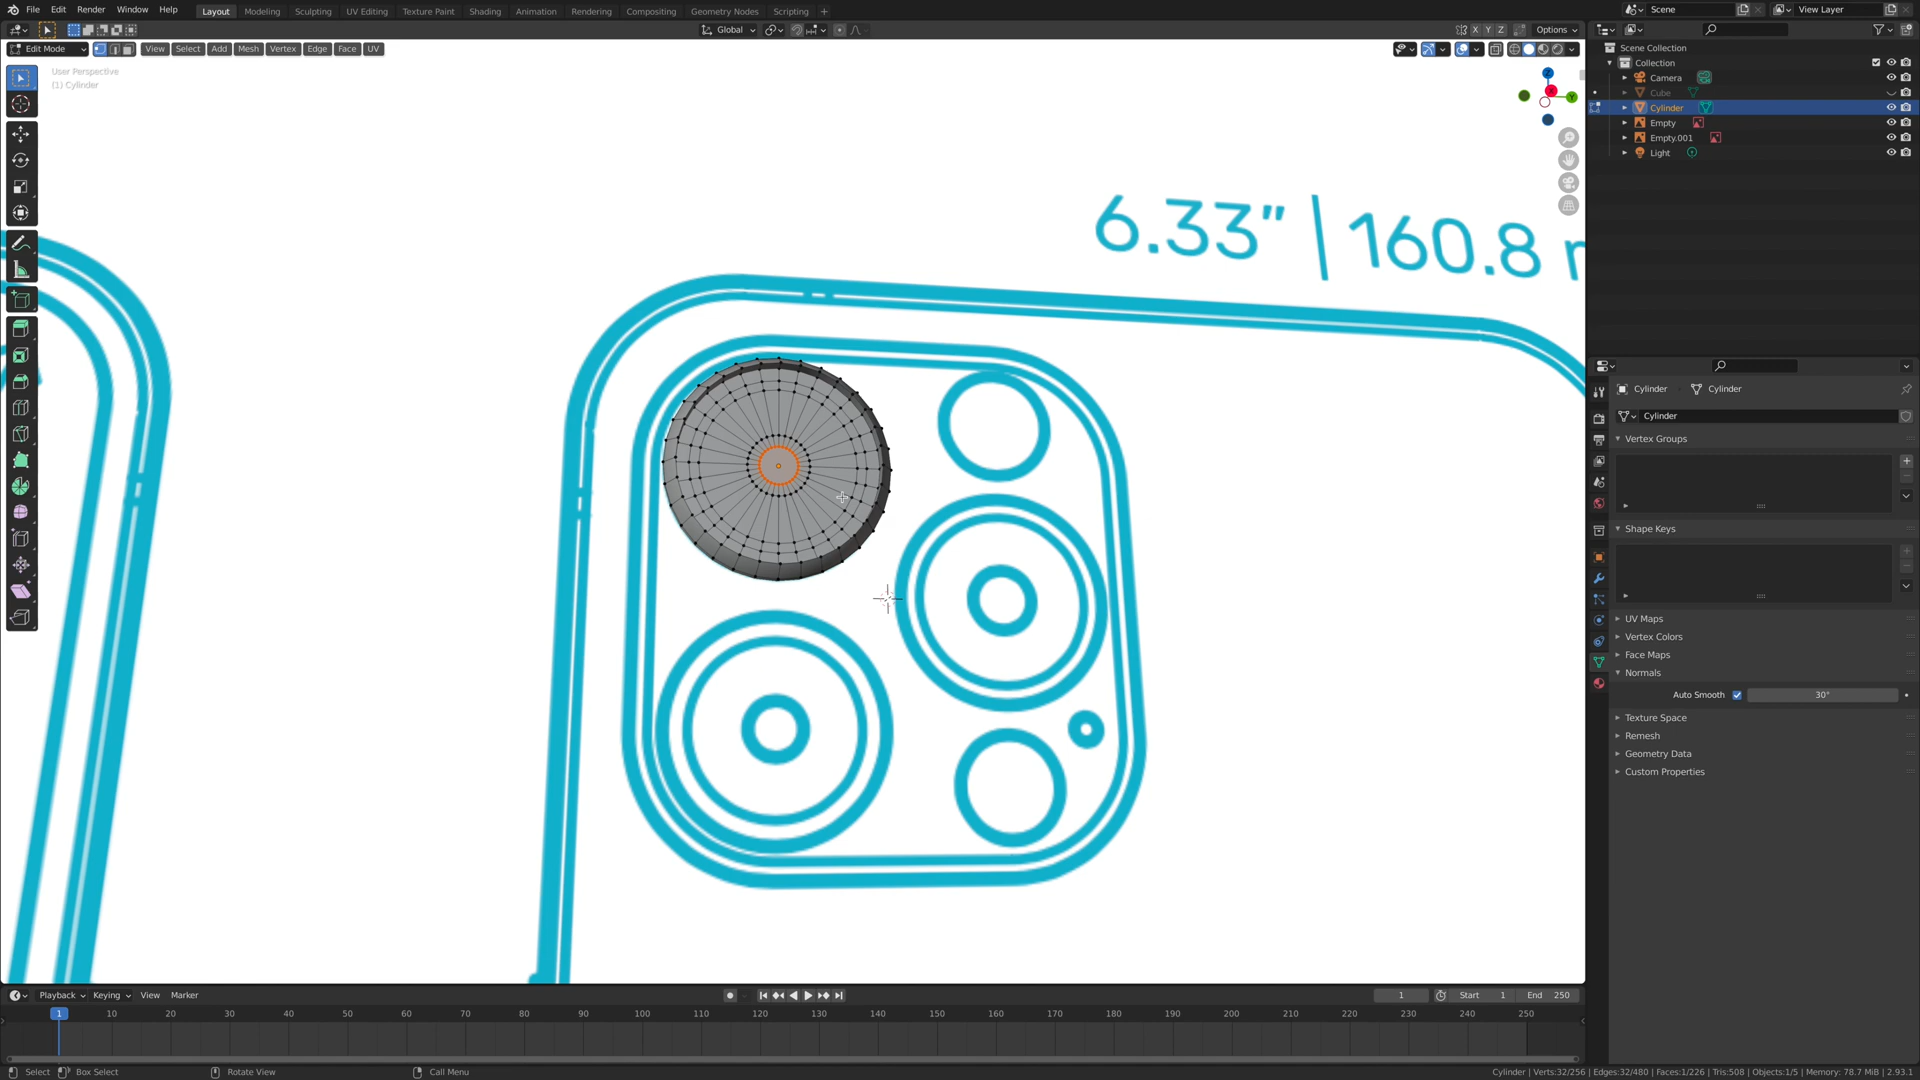 File Edit Render Window Help Layout Modeling Sculpting UV Editing Texture Paint Shading Animation Rendering Compositing Geometry Nodes Scripting + Scene View Layer
Global Options X Y Z
Edit Mode View Select Add Mesh Vertex Edge Face UV
User Perspective
(1) Cylinder
Scene Collection
Collection
Camera
Cube
Cylinder
Empty
Empty.001
Light
6.33" | 160.8
Cylinder Cylinder
Cylinder
Vertex Groups
Shape Keys
UV Maps
Vertex Colors
Face Maps
Normals
Auto Smooth 30°
Texture Space
Remesh
Geometry Data
Custom Properties
Playback Keying View Marker 1 Start 1 End 250
1 10 20 30 40 50 60 70 80 90 100 110 120 130 140 150 160 170 180 190 200 210 220 230 240 250
Select Box Select Rotate View Call Menu Cylinder | Verts:32/256 | Edges:32/480 | Faces:1/226 | Tris:508 | Objects:1/5 | Memory: 78.7 MiB | 2.93.1